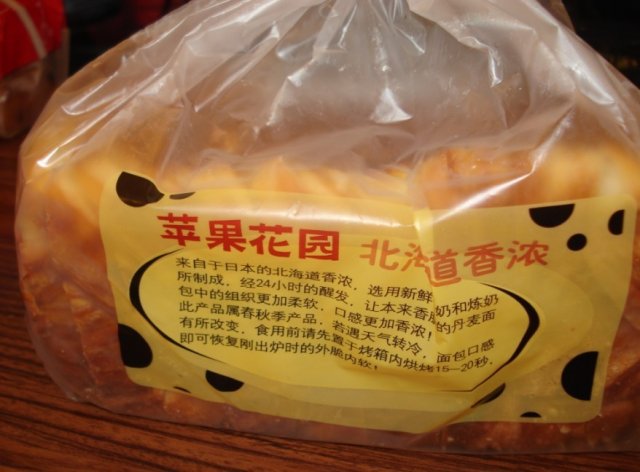 苹果花园 北海道香浓
来自于日本的北海道香浓，选用新鲜奶和炼奶
所制成，经24小时的醒发，让本来香脆的丹麦面
包中的组织更加柔软，口感更加香浓！
此产品属春秋季产品，若遇天气转冷，面包口感
有所改变，食用前请先置于烤箱内烘烤15—20秒，
即可恢复刚出炉时的外脆内软！